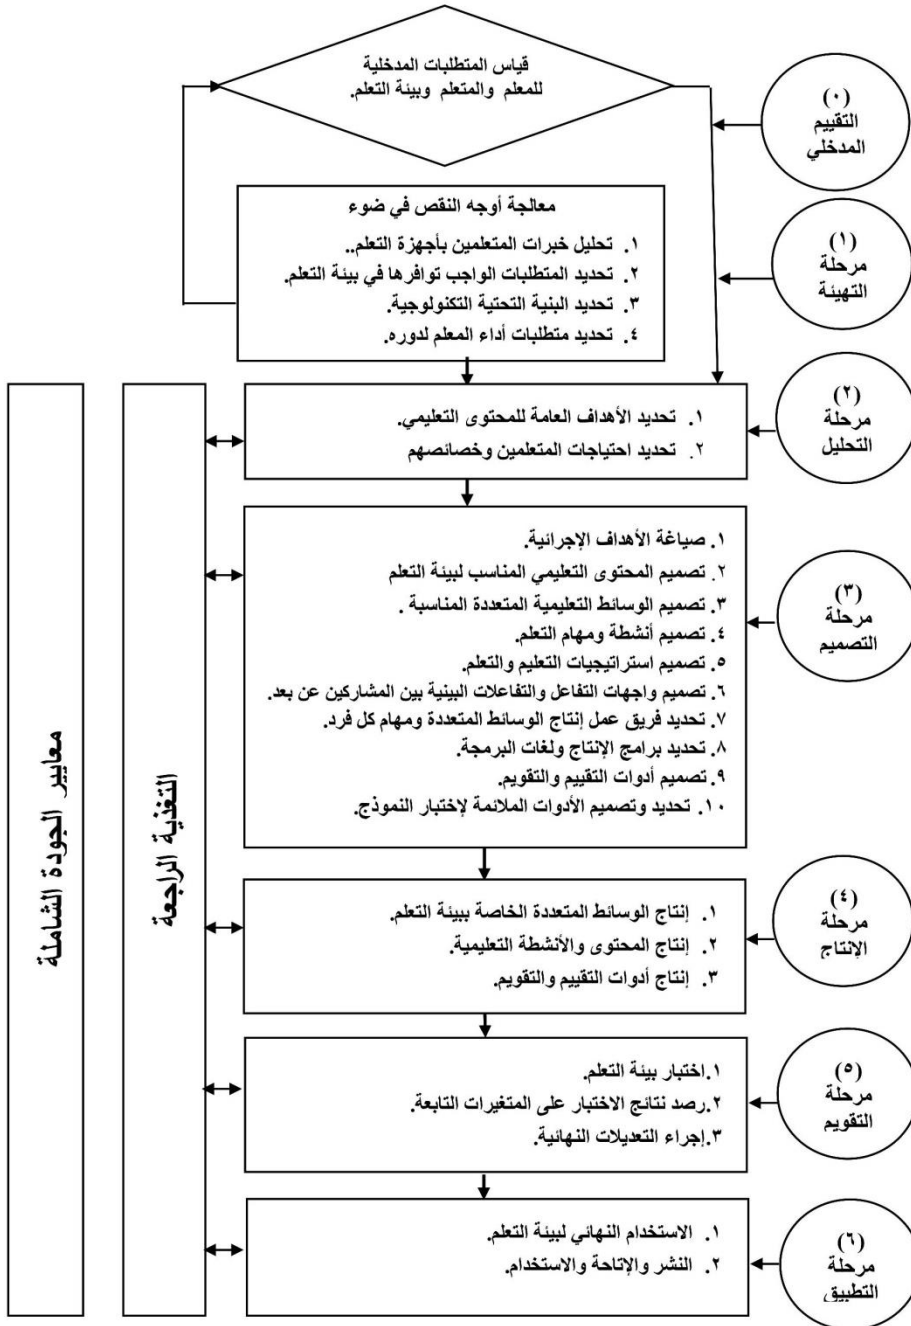 قياس المتطلبات المدخلية
للمعلم والمتعلم وبيئة التعلم.
(٠)
التقييم
المدخلي
معالجة أوجه النقص في ضوء
١. تحليل خبرات المتعلمين بأجهزة التعلم..
٢. تحديد المتطلبات الواجب توافرها في بيئة التعلم.
٣. تحديد البنية التحتية التكنولوجية.
٤. تحديد متطلبات أداء المعلم لدوره.
(١)
مرحلة
التهيئة
١. تحديد الأهداف العامة للمحتوى التعليمي.
٢. تحديد احتياجات المتعلمين وخصائصهم
(٢)
مرحلة
التحليل
١. صياغة الأهداف الإجرائية.
٢. تصميم المحتوى التعليمي المناسب لبيئة التعلم
٣. تصميم الوسائط التعليمية المتعددة المناسبة .
٤. تصميم أنشطة ومهام التعلم.
٥. تصميم استراتيجيات التعليم والتعلم.
٦. تصميم واجهات التفاعل والتفاعلات البينية بين المشاركين عن بعد.
٧. تحديد فريق عمل إنتاج الوسائط المتعددة ومهام كل فرد.
٨. تحديد برامج الإنتاج ولغات البرمجة.
٩. تصميم أدوات التقييم والتقويم.
١٠. تحديد وتصميم الأدوات الملائمة لإختبار النموذج.
(٣)
مرحلة
التصميم
١. إنتاج الوسائط المتعددة الخاصة ببيئة التعلم.
٢. إنتاج المحتوى والأنشطة التعليمية.
٣. إنتاج أدوات التقييم والتقويم.
(٤)
مرحلة
الإنتاج
١.اختبار بيئة التعلم.
٢.رصد نتائج الاختبار على المتغيرات التابعة.
٣.إجراء التعديلات النهائية.
(٥)
مرحلة
التقويم
١. الاستخدام النهائي لبيئة التعلم.
٢. النشر والإتاحة والاستخدام.
(٦)
مرحلة
التطبيق
التغذية الراجعة
معايير الجودة الشاملة